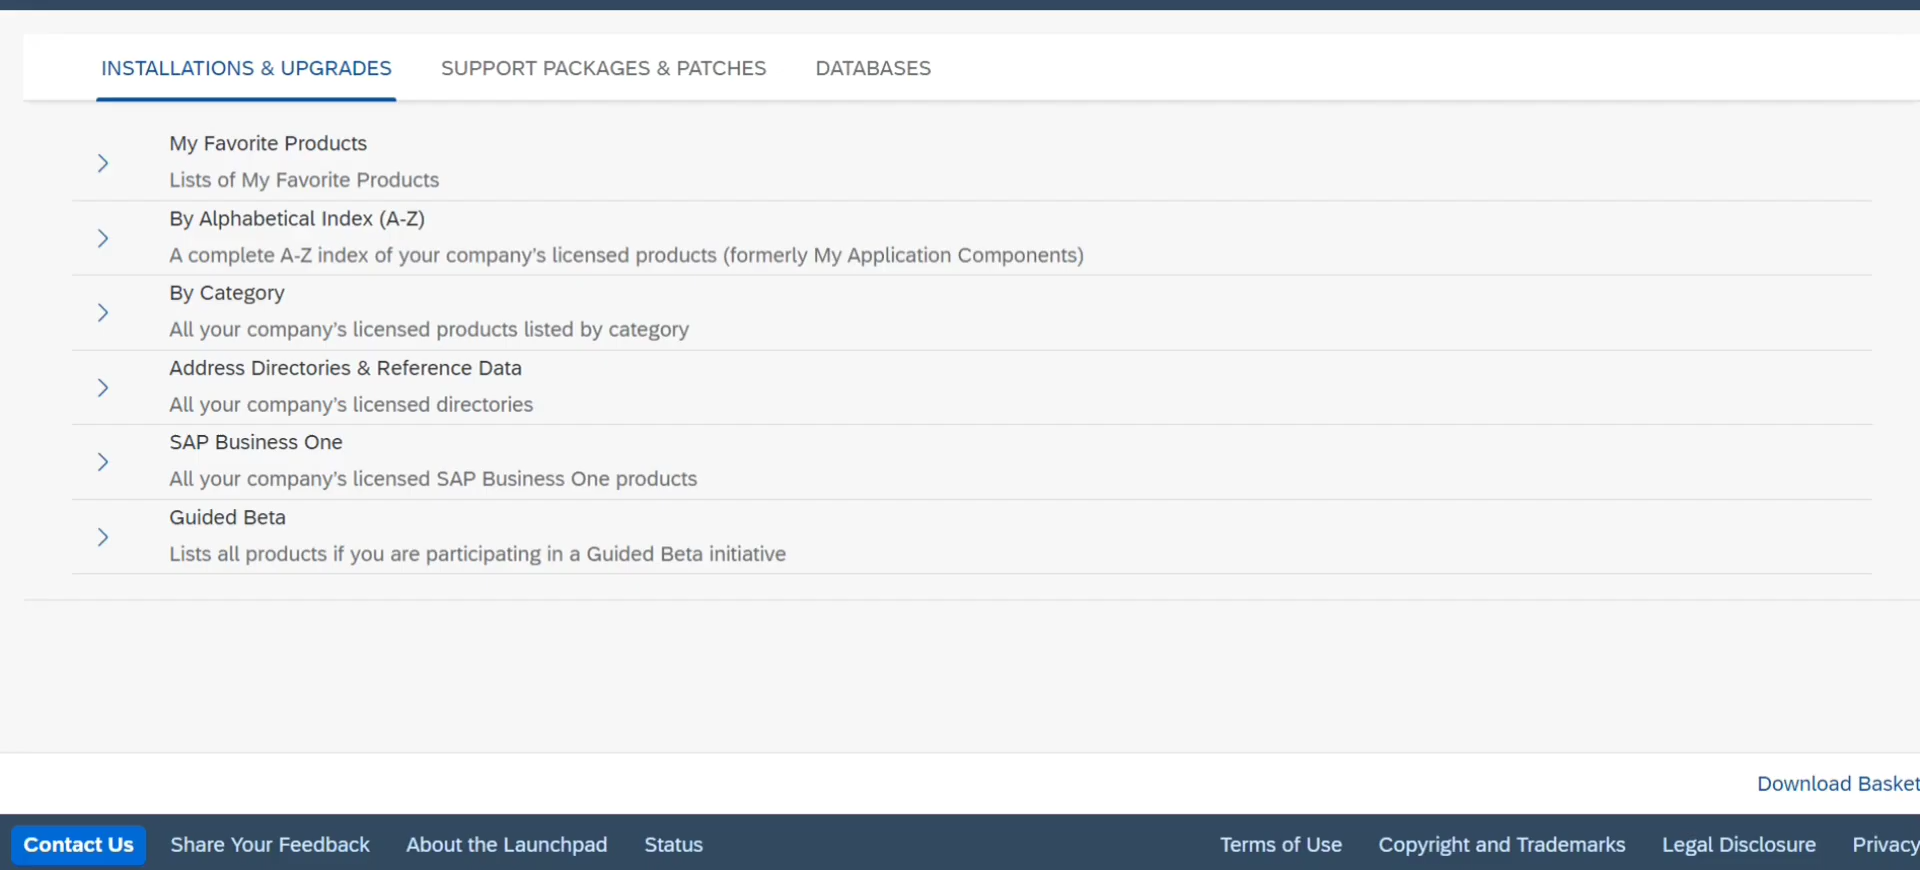 INSTALLATIONS & UPGRADES SUPPORT PACKAGES & PATCHES DATABASES
My Favorite Products
Lists of My Favorite Products
By Alphabetical Index (A-Z)
A complete A-Z index of your company's licensed products (formerly My Application Components)
By Category
All your company's licensed products listed by category
Address Directories & Reference Data
All your company's licensed directories
SAP Business One
All your company's licensed SAP Business One products
Guided Beta
Lists all products if you are participating in a Guided Beta initiative
Download Basket
Contact Us Share Your Feedback About the Launchpad Status Terms of Use Copyright and Trademarks Legal Disclosure Privacy